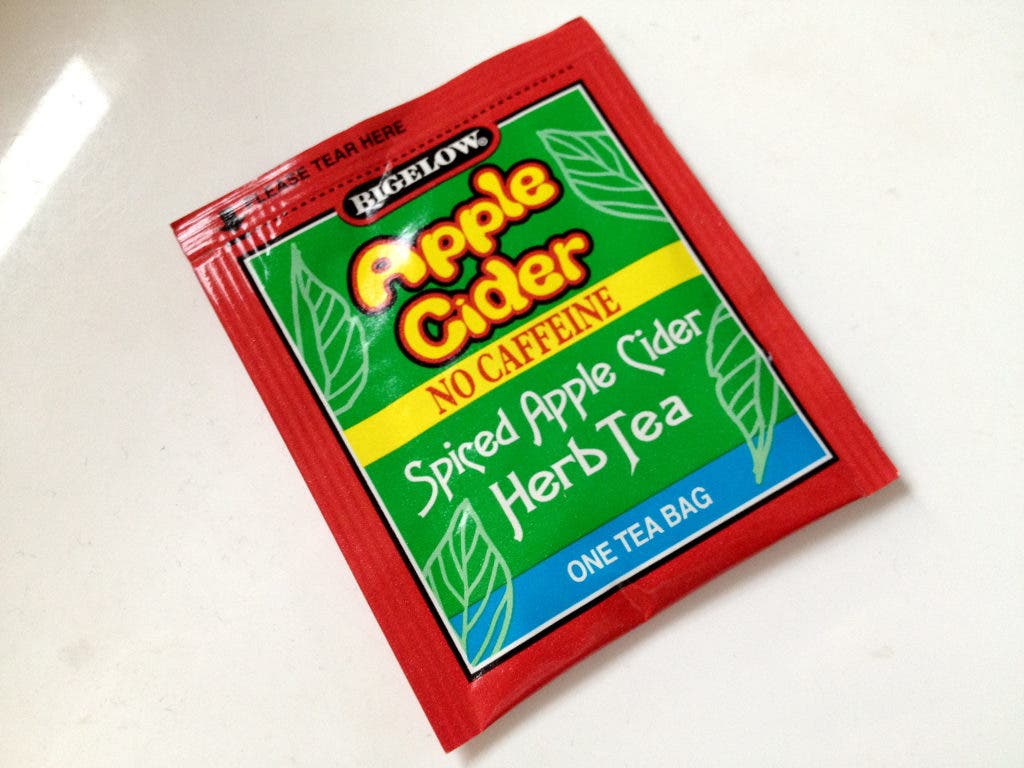 PLEASE TEAR HERE
BIGELOW®
Apple
Cider
NO CAFFEINE
Spiced Apple Cider
Herb Tea
ONE TEA BAG